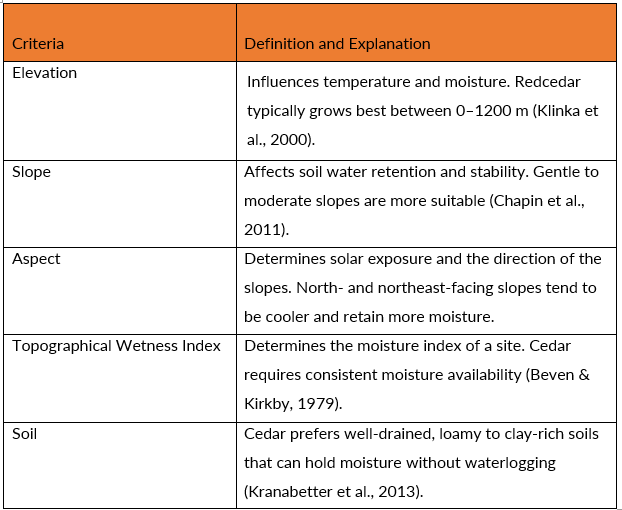 Criteria
Definition and Explanation
Elevation
Influences temperature and moisture. Redcedar
typically grows best between 0–1200 m (Klinka et
al., 2000).
Slope
Affects soil water retention and stability. Gentle to
moderate slopes are more suitable (Chapin et al.,
2011).
Aspect
Determines solar exposure and the direction of the
slopes. North- and northeast-facing slopes tend to
be cooler and retain more moisture.
Topographical Wetness Index
Determines the moisture index of a site. Cedar
requires consistent moisture availability (Beven &
Kirkby, 1979).
Soil
Cedar prefers well-drained, loamy to clay-rich soils
that can hold moisture without waterlogging
(Kranabetter et al., 2013).